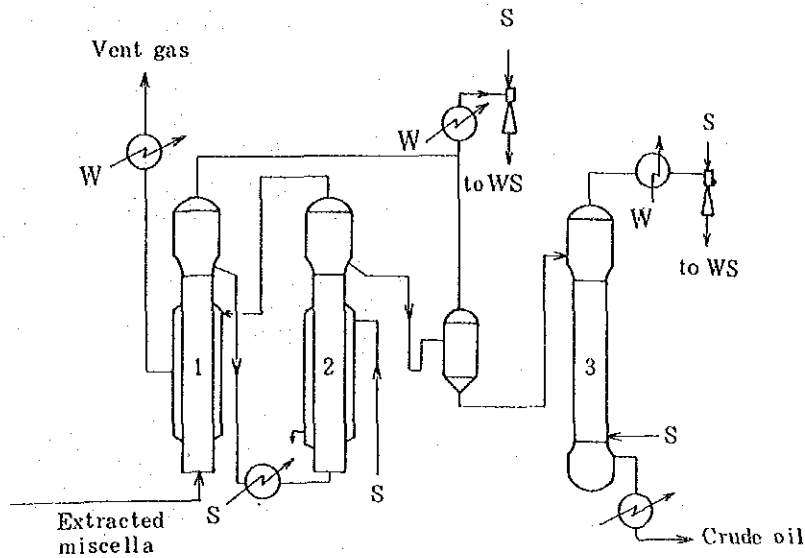 S
Vent gas
W
W
to WS
S
W
to WS
1
2
3
S
S
S
Extracted
miscella
Crude oil